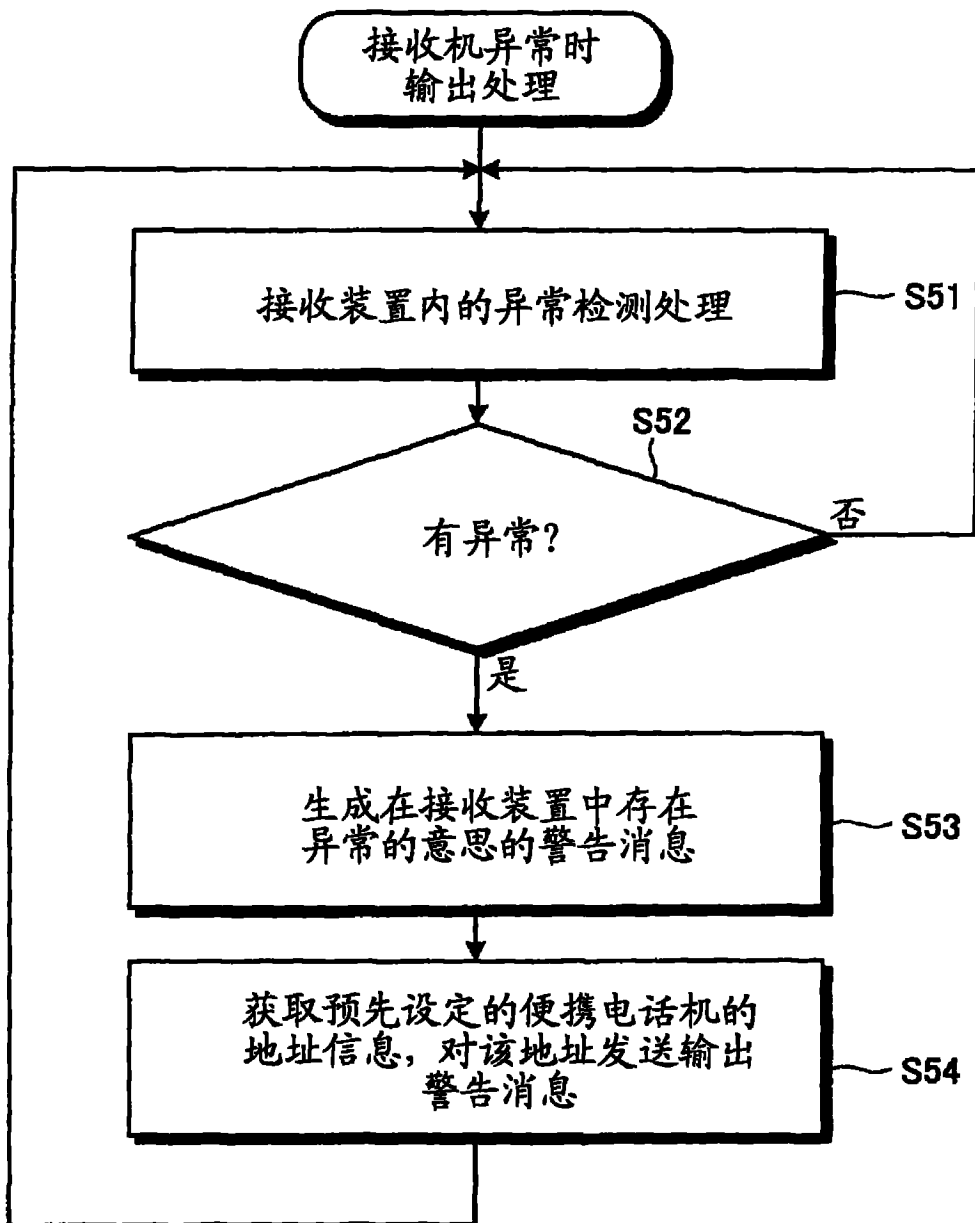 接收机异常时
输出处理
接收装置内的异常检测处理
S51
S52
有异常?
否
是
生成在接收装置中存在
异常的意思的警告消息
S53
获取预先设定的便携电话机的
地址信息，对该地址发送输出
警告消息
S54